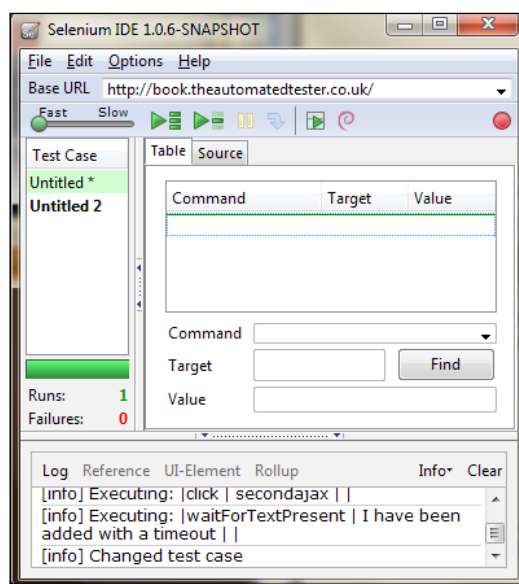 Selenium IDE 1.0.6-SNAPSHOT
File Edit Options Help
Base URL http://book.theautomatedtester.co.uk/
Fast Slow
Test Case
Table Source
Untitled *
Untitled 2
Command Target Value
Command
Target Find
Value
Runs: 1
Failures: 0
Log Reference UI-Element Rollup Info Clear
[info] Executing: |click | secondajax | |
[info] Executing: |waitForTextPresent | I have been
added with a timeout | |
[info] Changed test case